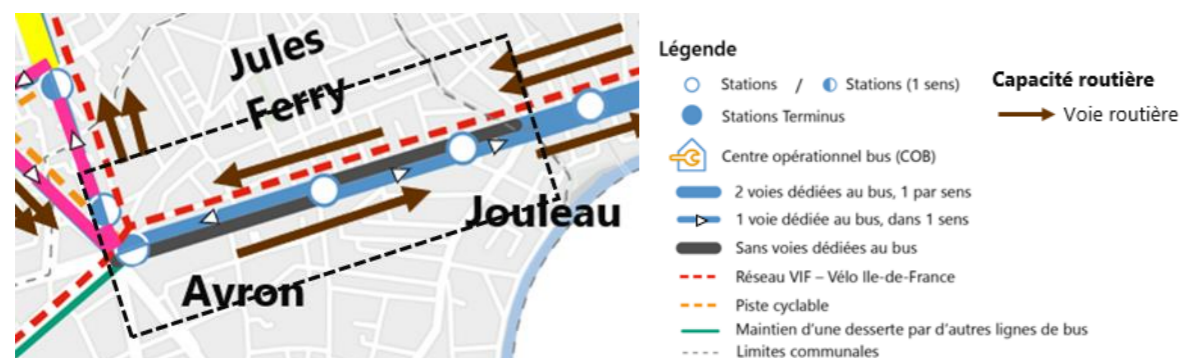 Jules
Ferry
Jouleau
Avron
Légende
Stations / Stations (1 sens)
Stations Terminus
Centre opérationnel bus (COB)
2 voies dédiées au bus, 1 par sens
1 voie dédiée au bus, dans 1 sens
Sans voies dédiées au bus
Réseau VIF – Vélo Ile-de-France
Piste cyclable
Maintien d'une desserte par d'autres lignes de bus
Limites communales
Capacité routière
Voie routière